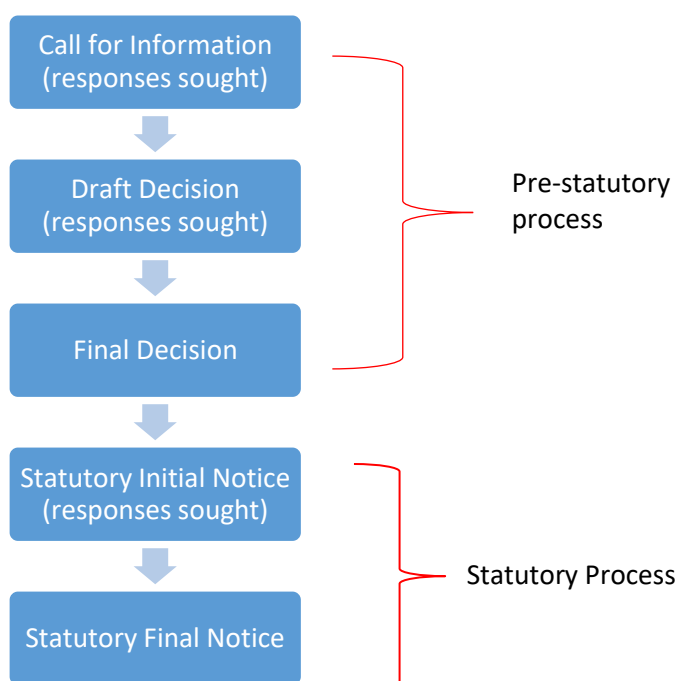 Call for Information
(responses sought)
Draft Decision
(responses sought)
Pre-statutory
process
Final Decision
Statutory Initial Notice
(responses sought)
Statutory Process
Statutory Final Notice